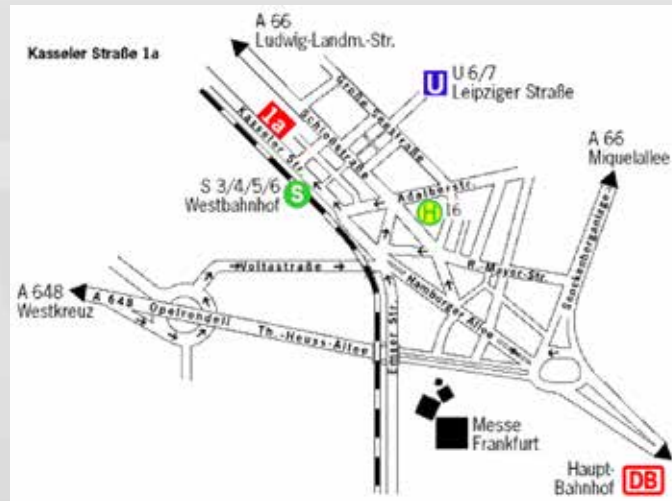 A 66
Ludwig-Landm.-Str.
Kasseler Straße 1a
U
U 6/7
Leipziger Straße
Große Seestraße
1a
Schloßstraße
Kasseler Str.
A 66
Miquelallee
S 3/4/5/6
Westbahnhof
S
Adalberstr.
H
16
Voltastraße
R.-Mayer-Str.
Senckenberganlage
A 648
Westkreuz
A 648
Opelrondell
Th.-Heuss-Allee
Emser Str.
Hamburger Allee
Messe
Frankfurt
Haupt-
Bahnhof
DB